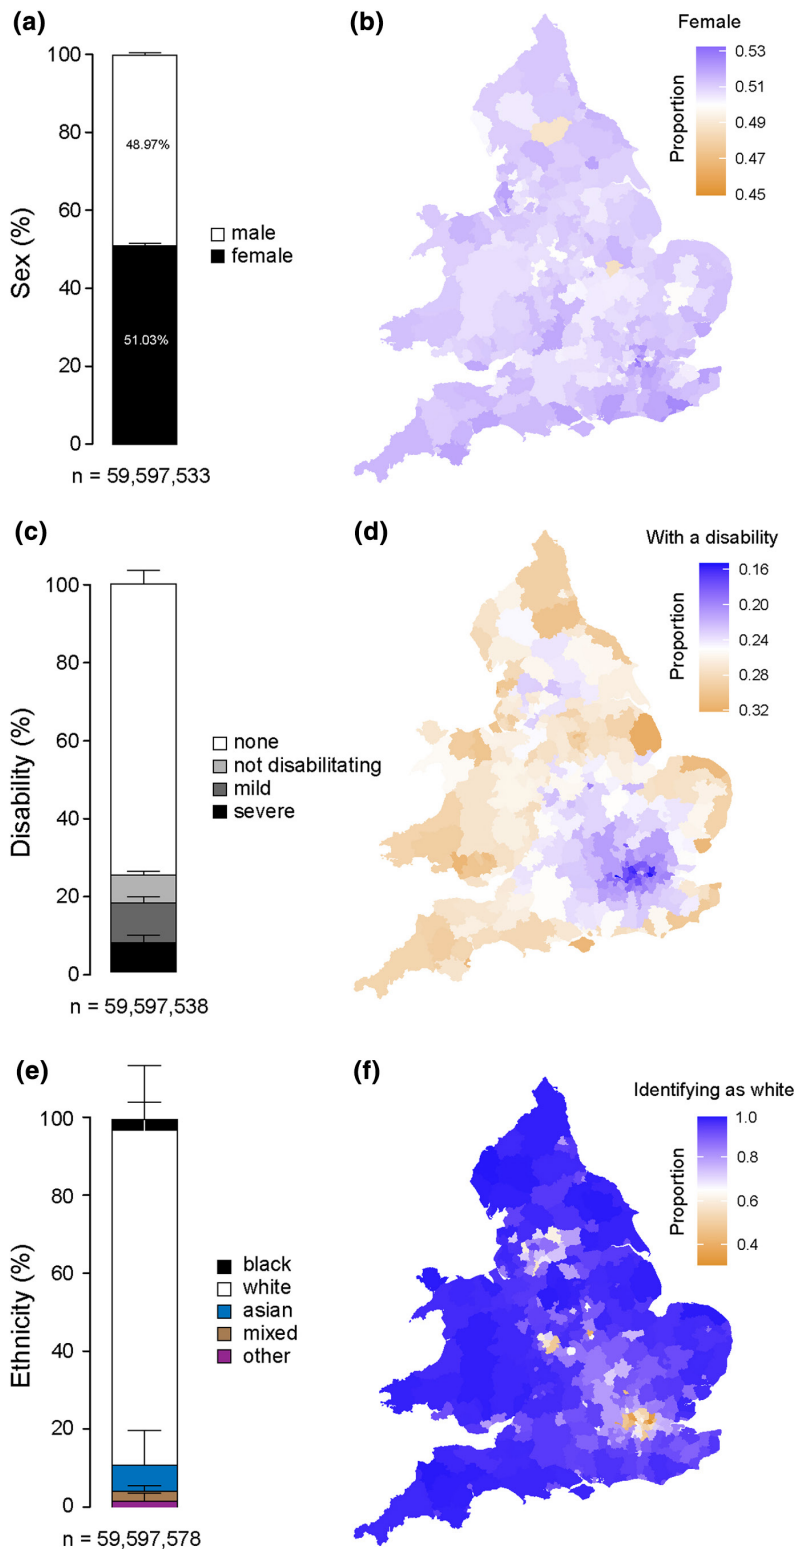 (a)
100
80
60
40
20
0
Sex (%)
48.97%
51.03%
male
female
n = 59,597,533
(b)
Female
Proportion
0.53
0.51
0.49
0.47
0.45
(c)
100
80
60
40
20
0
Disability (%)
none
not disabilitating
mild
severe
n = 59,597,538
(d)
With a disability
Proportion
0.16
0.20
0.24
0.28
0.32
(e)
100
80
60
40
20
0
Ethnicity (%)
black
white
asian
mixed
other
n = 59,597,578
(f)
Identifying as white
Proportion
1.0
0.8
0.6
0.4